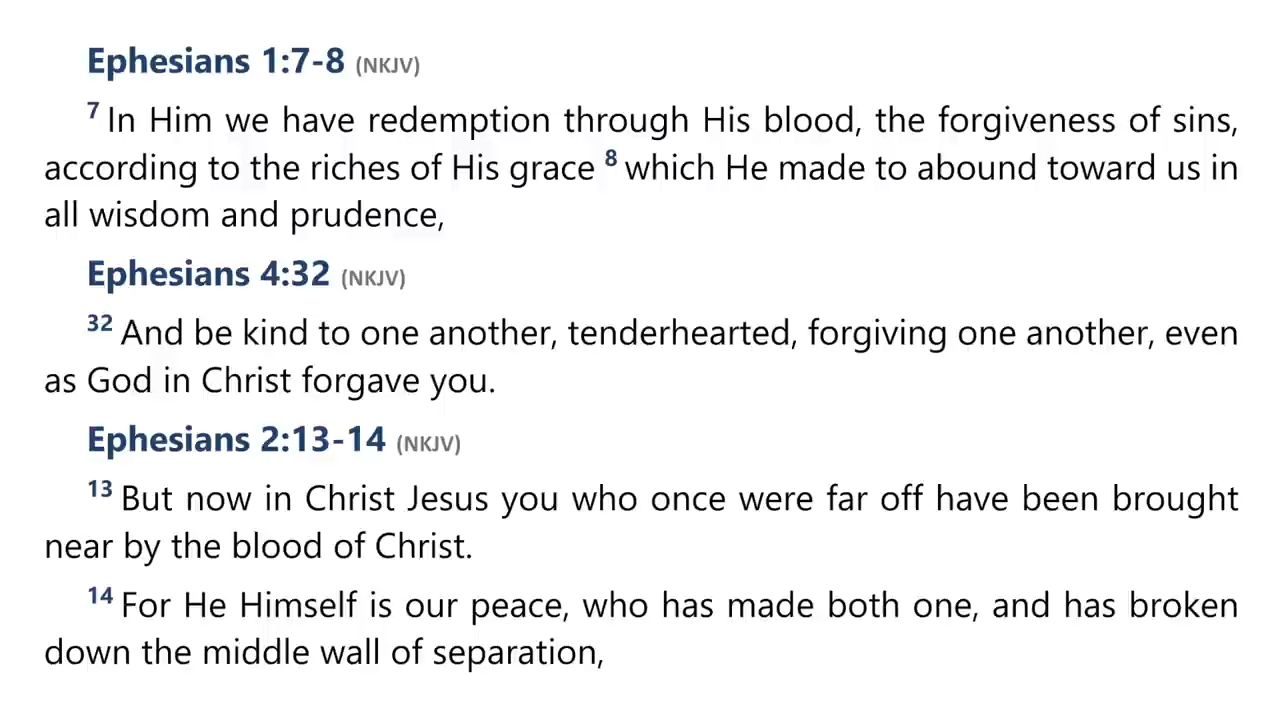 Ephesians 1:7-8 (NKJV)
7 In Him we have redemption through His blood, the forgiveness of sins,
according to the riches of His grace 8 which He made to abound toward us in
all wisdom and prudence,
Ephesians 4:32 (NKJV)
32 And be kind to one another, tenderhearted, forgiving one another, even
as God in Christ forgave you.
Ephesians 2:13-14 (NKJV)
13 But now in Christ Jesus you who once were far off have been brought
near by the blood of Christ.
14 For He Himself is our peace, who has made both one, and has broken
down the middle wall of separation,